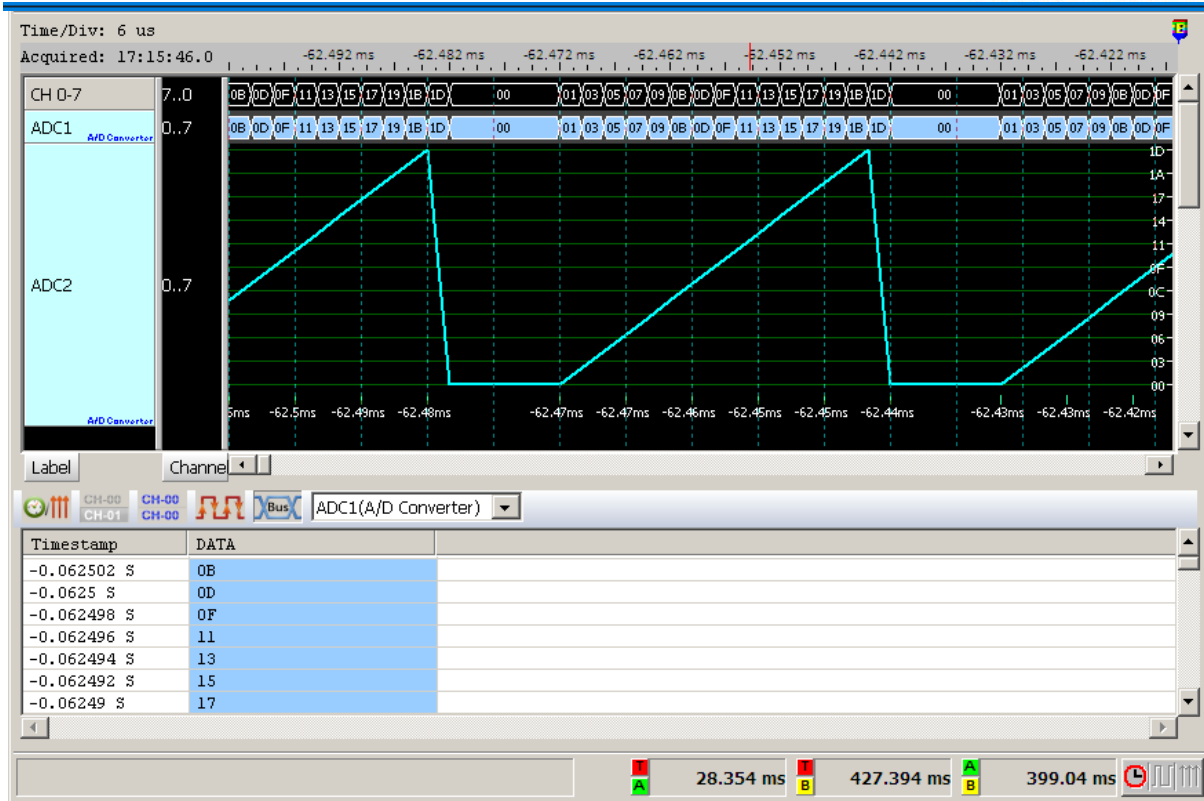 Time/Div: 6 us
Acquired: 17:15:46.0 -62.492 ms -62.482 ms -62.472 ms -62.462 ms -62.452 ms -62.442 ms -62.432 ms -62.422 ms
CH 0-7 7..0 0B 0D 0F 11 13 15 17 19 1B 1D 00 01 03 05 07 09 0B 0D 0F 11 13 15 17 19 1B 1D 00 01 03 05 07 09 0B 0D 0F
ADC1 A/D Converter 0..7 0B 0D 0F 11 13 15 17 19 1B 1D 00 01 03 05 07 09 0B 0D 0F 11 13 15 17 19 1B 1D 00 01 03 05 07 09 0B 0D 0F
1D
1A
17
14
11
0F
ADC2 0..7 0C
09
06
03
00
A/D Converter 5ms -62.5ms -62.49ms -62.48ms -62.47ms -62.47ms -62.46ms -62.45ms -62.45ms -62.44ms -62.43ms -62.43ms -62.42ms
Label Channel
CH-00 CH-01 CH-00 CH-00 Bus ADC1(A/D Converter)
Timestamp DATA
-0.062502 S 0B
-0.0625 S 0D
-0.062498 S 0F
-0.062496 S 11
-0.062494 S 13
-0.062492 S 15
-0.06249 S 17
T A 28.354 ms T B 427.394 ms A B 399.04 ms